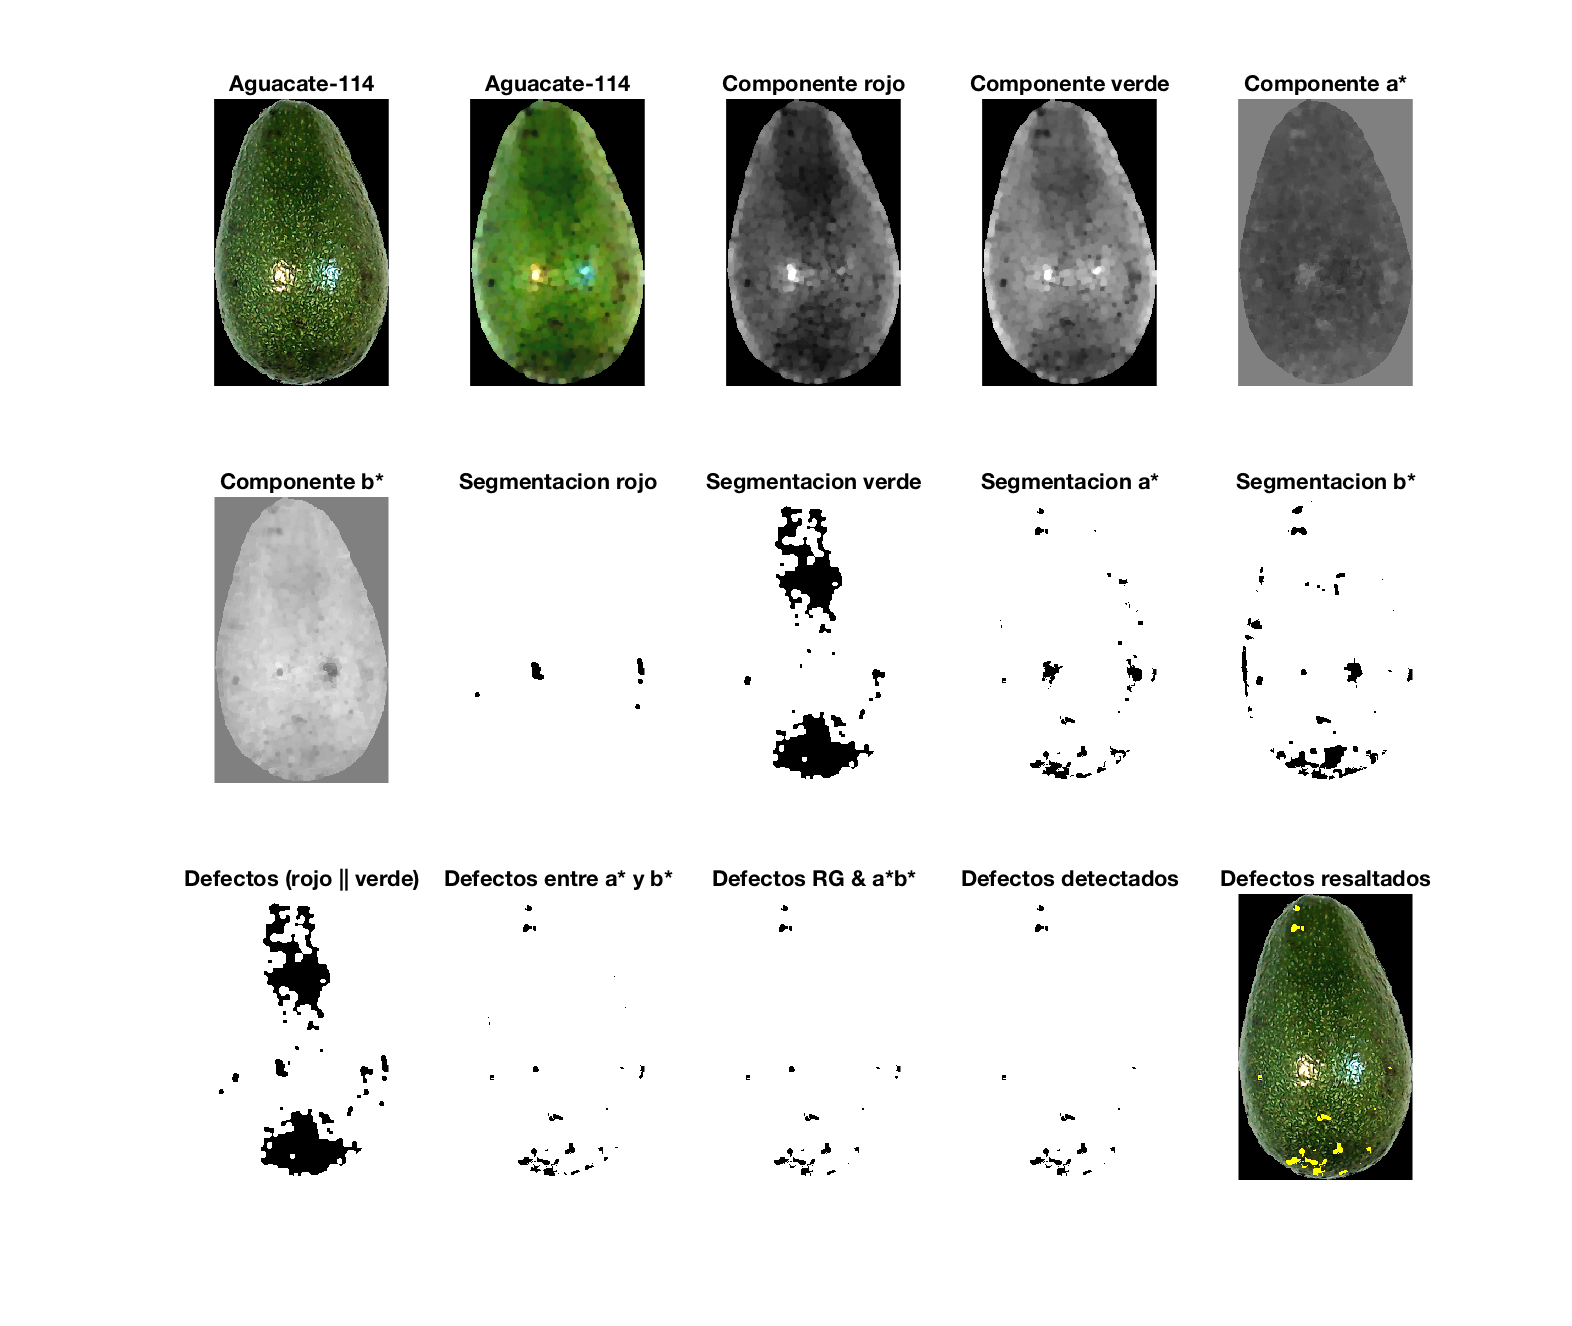 Aguacate-114
Aguacate-114
Componente rojo
Componente verde
Componente a*
Componente b*
Segmentacion rojo
Segmentacion verde
Segmentacion a*
Segmentacion b*
Defectos (rojo || verde)
Defectos entre a* y b*
Defectos RG & a*b*
Defectos detectados
Defectos resaltados